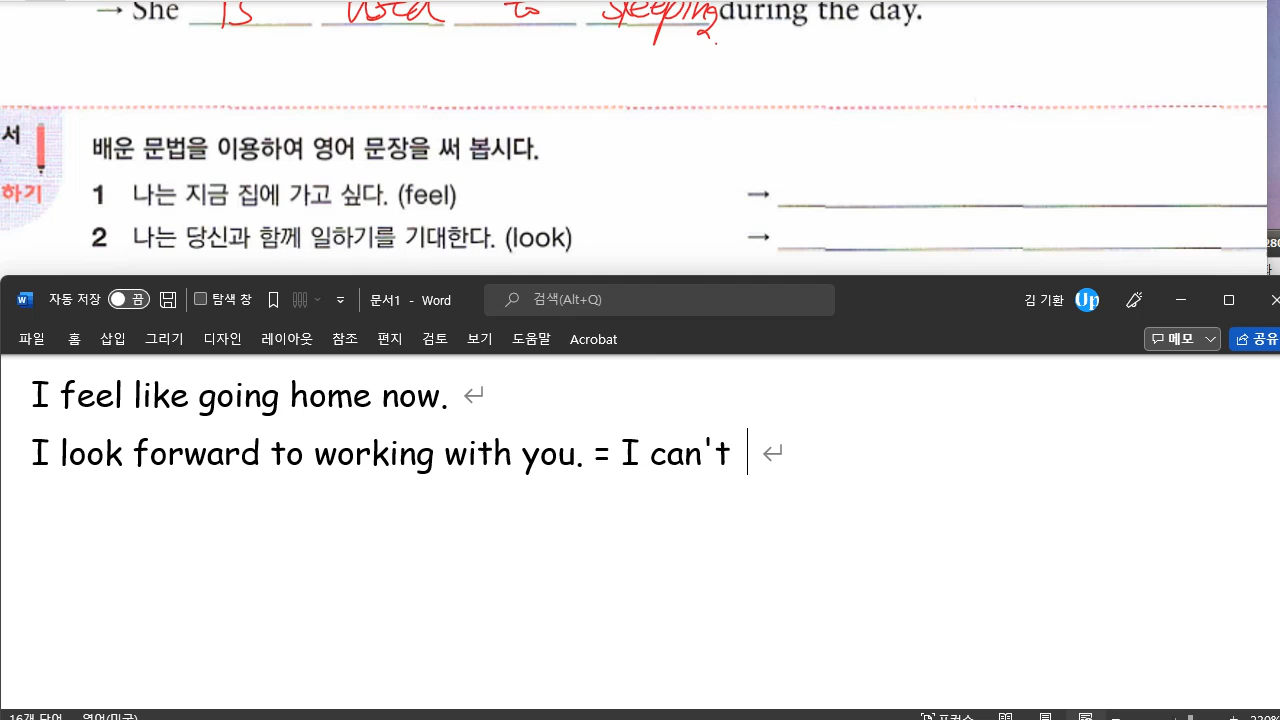 → She is used to sleeping during the day.
서
하기
배운 문법을 이용하여 영어 문장을 써 봅시다.
1 나는 지금 집에 가고 싶다. (feel) →
2 나는 당신과 함께 일하기를 기대한다. (look) →
자동 저장 끔 탐색 창 문서1 - Word 검색(Alt+Q) 김 기환 Up
파일 홈 삽입 그리기 디자인 레이아웃 참조 편지 검토 보기 도움말 Acrobat 메모 공유
I feel like going home now. ↵
I look forward to working with you. = I can't ↵
16개 단어 영어(미국) 포커스 220%